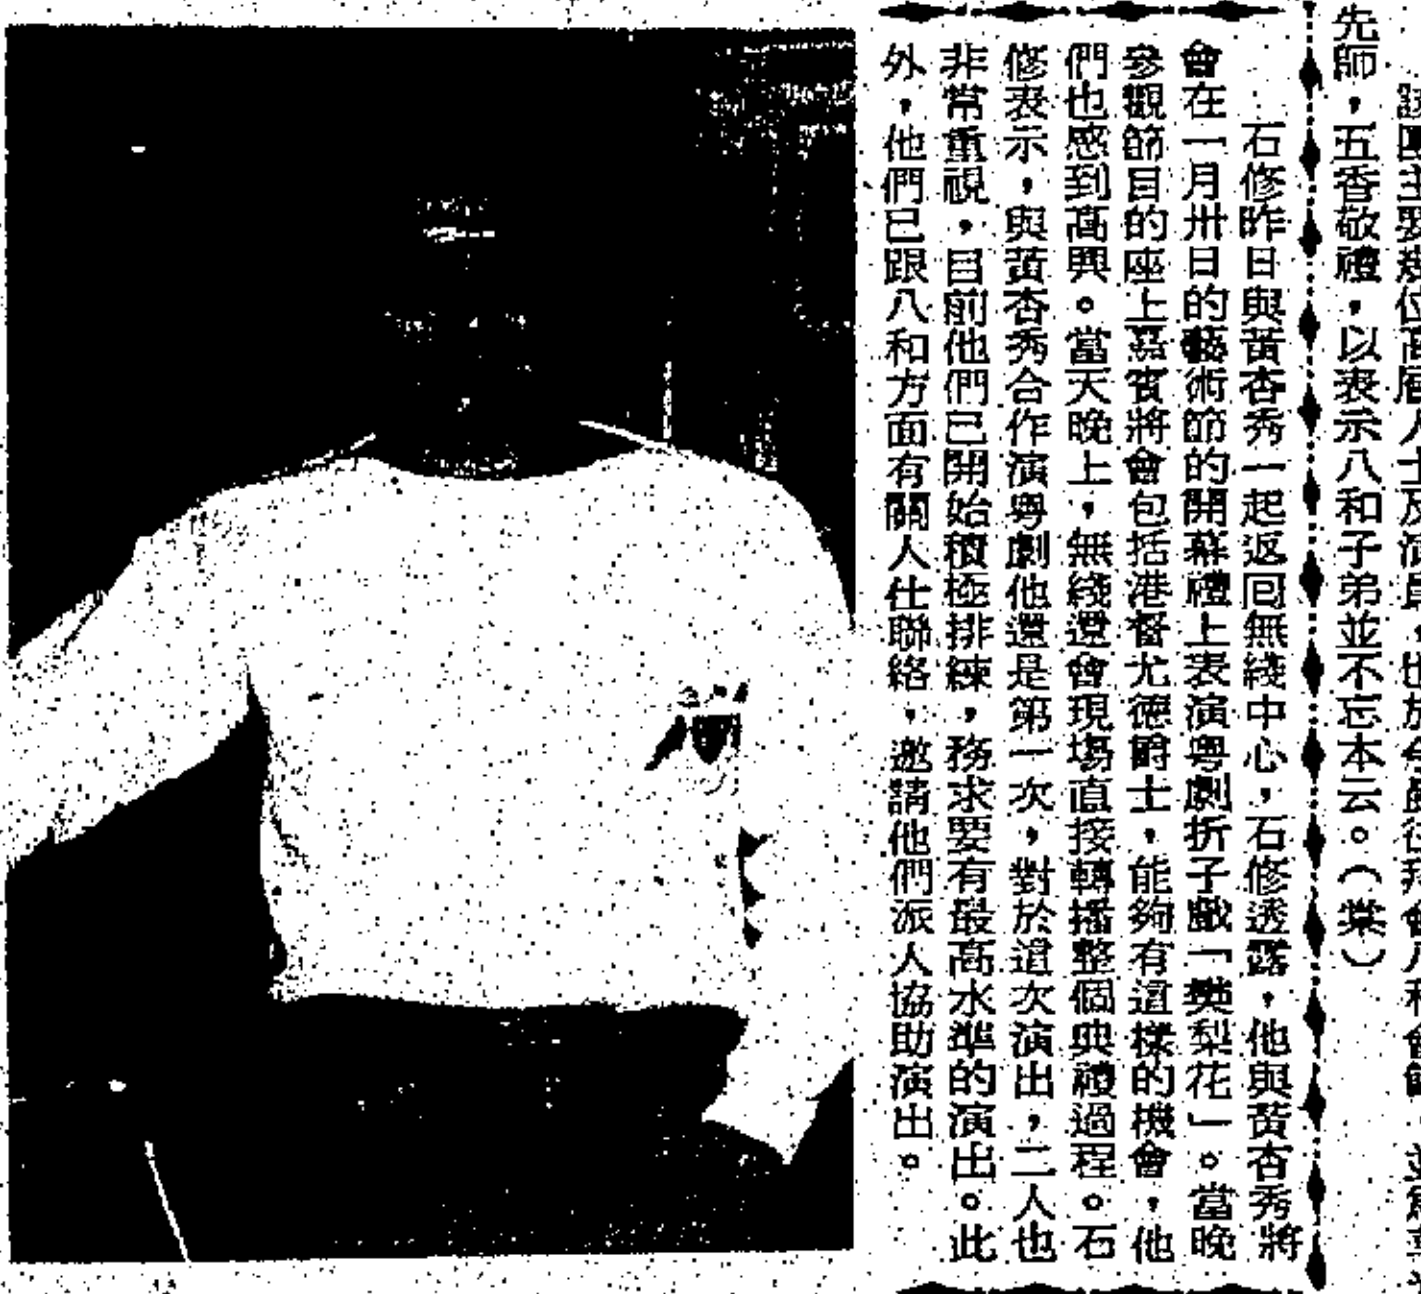 先師，五香敬禮，以表示八和子弟並不忘本云。（棠）
石修昨日與黃杏秀一起返回無綫中心，石修透露，他與黃杏秀將
會在一月卅日的藝術節的開幕禮上表演粵劇折子戲「樊梨花」。當晚
參觀節目的座上嘉賓將會包括港督尤德爵士，能夠有這樣的機會，他
們也感到高興。當天晚上，無綫還會現場直接轉播整個典禮過程。石
修表示，與黃杏秀合作演粵劇他還是第一次，對於這次演出，二人也
非常重視，目前他們已開始積極排練，務求要有最高水準的演出。此
外，他們已跟八和方面有關人仕聯絡，邀請他們派人協助演出。